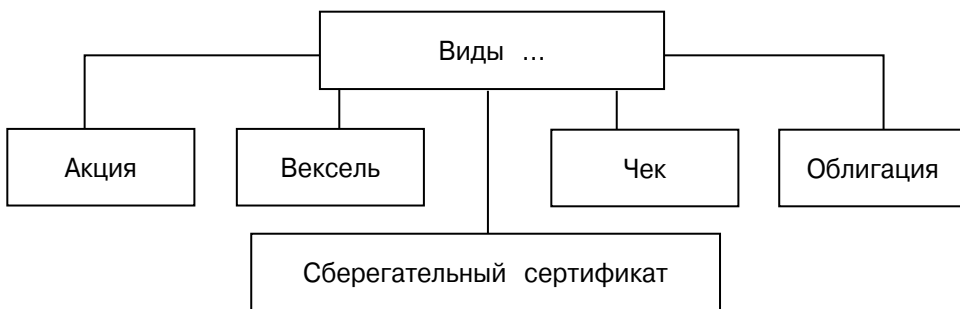 Виды ...
Акция
Вексель
Чек
Облигация
Сберегательный сертификат